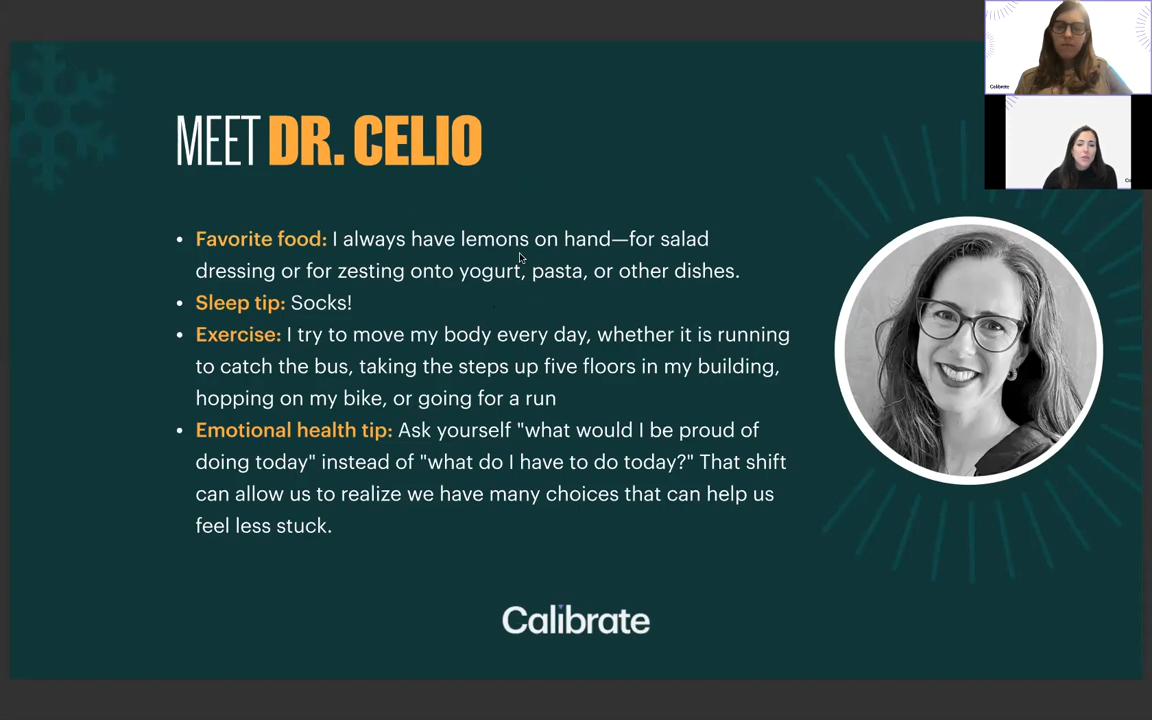 MEET DR. CELIO
• Favorite food: I always have lemons on hand—for salad
dressing or for zesting onto yogurt, pasta, or other dishes.
• Sleep tip: Socks!
• Exercise: I try to move my body every day, whether it is running
to catch the bus, taking the steps up five floors in my building,
hopping on my bike, or going for a run
• Emotional health tip: Ask yourself "what would I be proud of
doing today" instead of "what do I have to do today?" That shift
can allow us to realize we have many choices that can help us
feel less stuck.
Calibrate
Calibrate